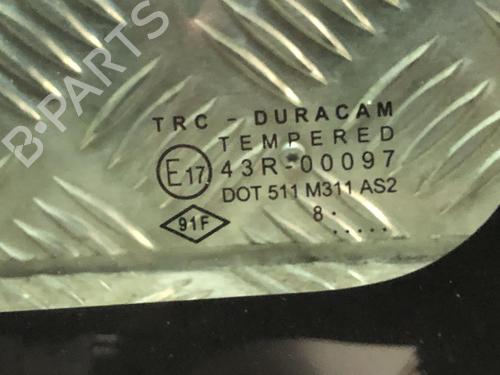 B-PARTS
TRC - DURACAM
TEMPERED
E17 43R-00097
DOT 511 M311 AS2
91F 8 .
.....